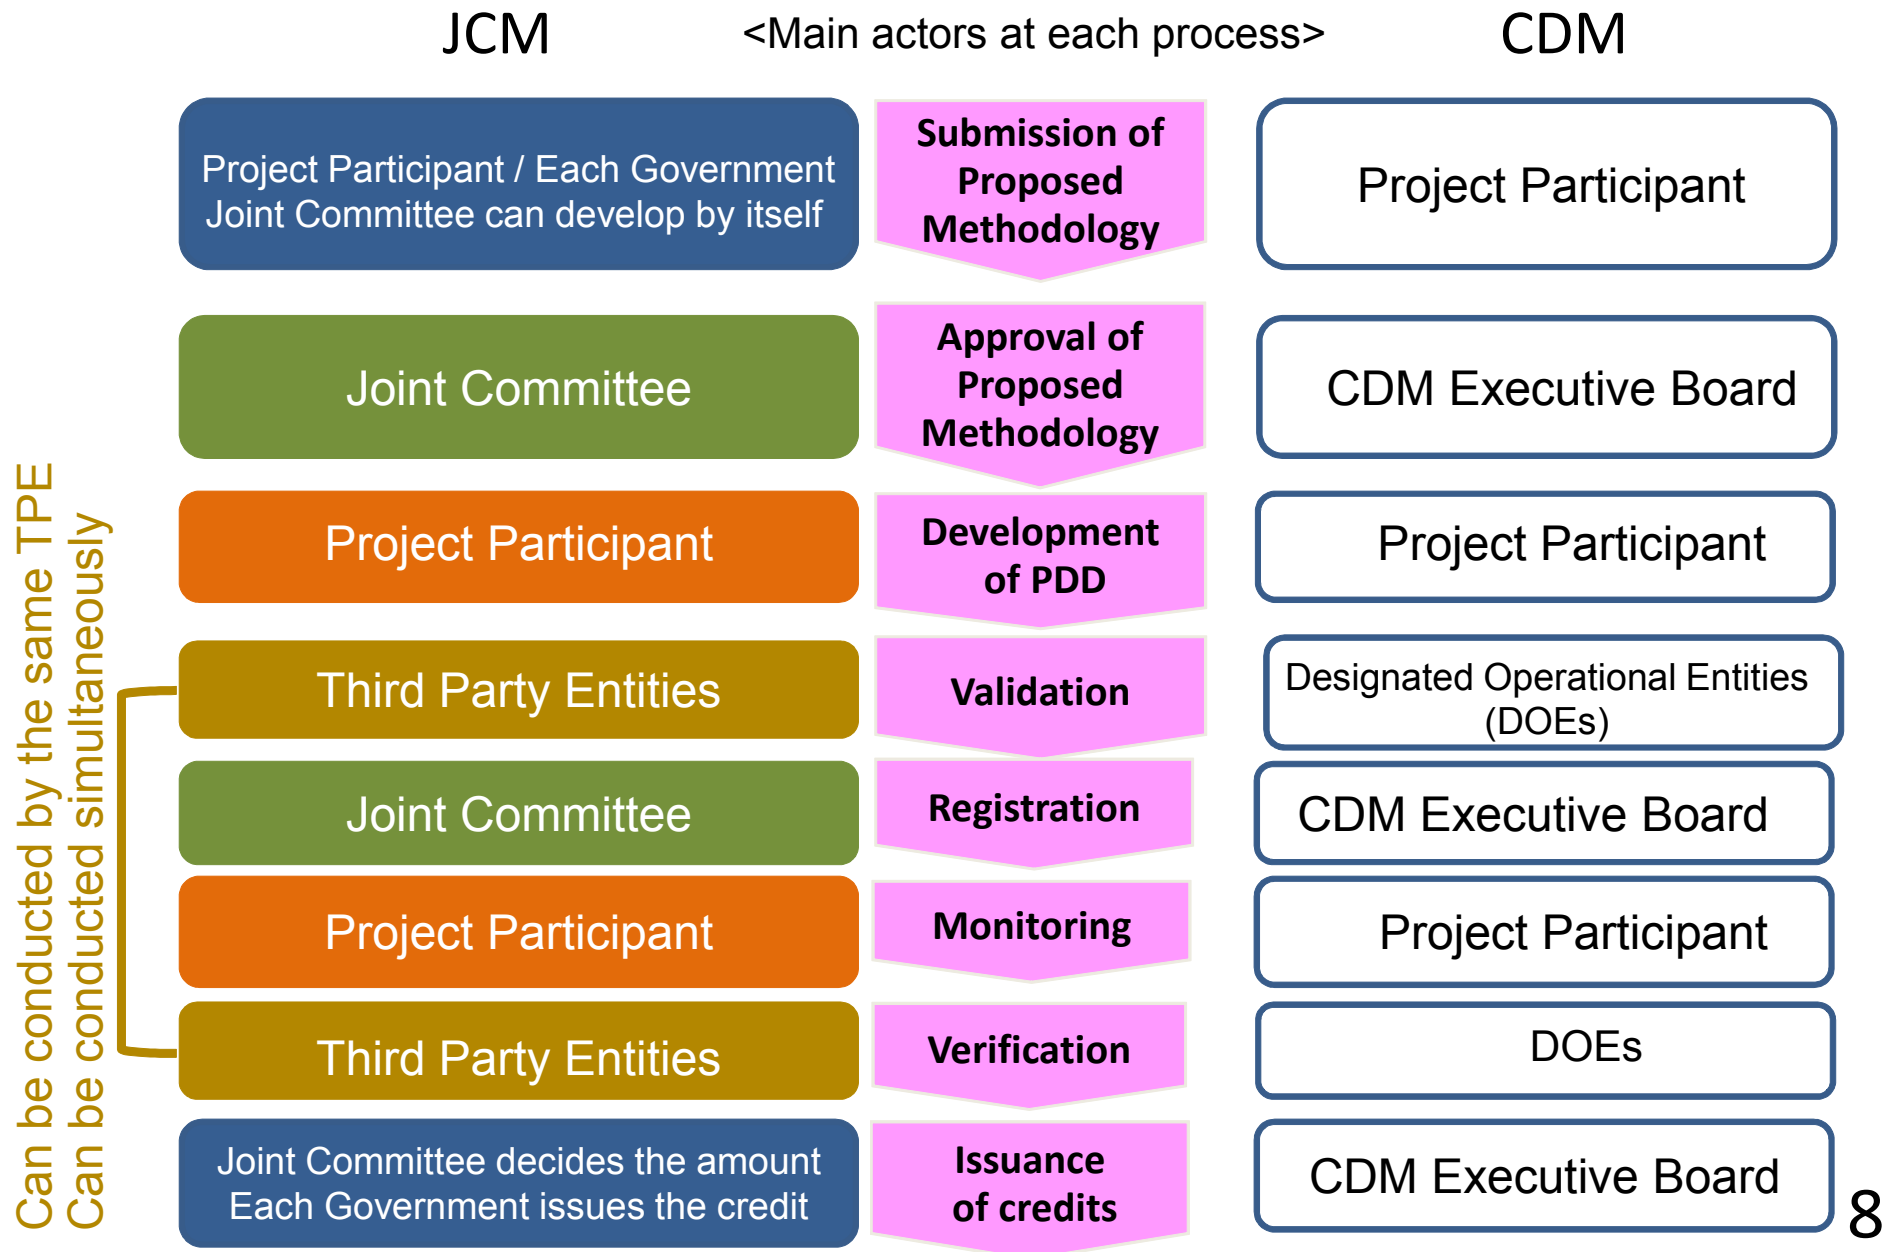 JCM
<Main actors at each process>
CDM
Project Participant / Each Government
Joint Committee can develop by itself
Submission of
Proposed
Methodology
Project Participant
Joint Committee
Approval of
Proposed
Methodology
CDM Executive Board
Project Participant
Development
of PDD
Project Participant
Third Party Entities
Validation
Designated Operational Entities
(DOEs)
Joint Committee
Registration
CDM Executive Board
Project Participant
Monitoring
Project Participant
Third Party Entities
Verification
DOEs
Joint Committee decides the amount
Each Government issues the credit
Issuance
of credits
CDM Executive Board
Can be conducted by the same TPE
Can be conducted simultaneously
8